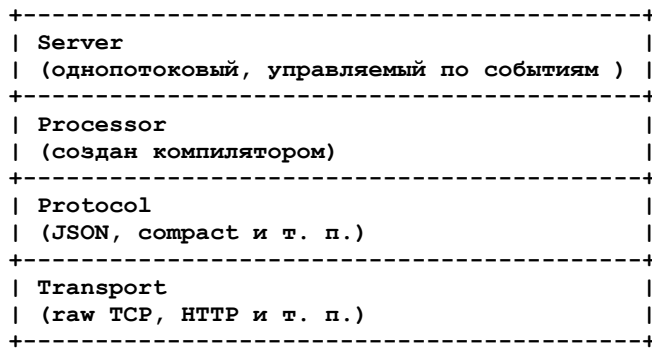 +-------------------------------------------+
| Server                                    |
| (однопотоковый, управляемый по событиям ) |
+-------------------------------------------+
| Processor                                 |
| (создан компилятором)                     |
+-------------------------------------------+
| Protocol                                  |
| (JSON, compact и т. п.)                   |
+-------------------------------------------+
| Transport                                 |
| (raw TCP, HTTP и т. п.)                   |
+-------------------------------------------+